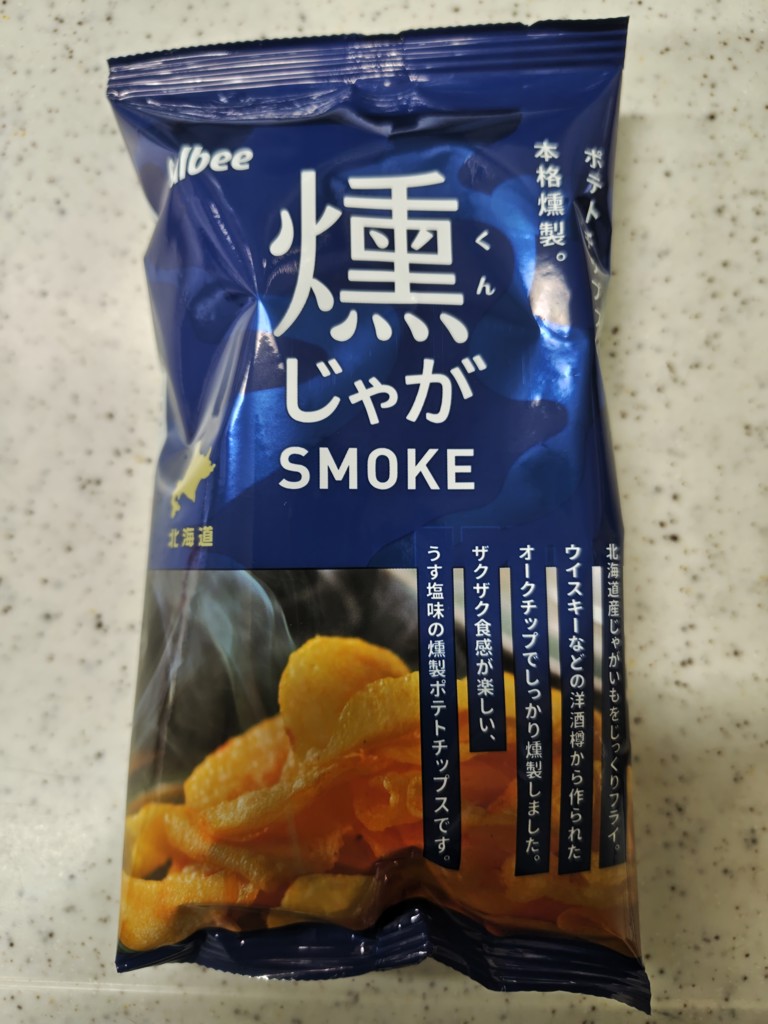 albee
ポテト
本格燻製。
燻
くん
じゃが
SMOKE
北海道
北海道産じゃがいもをじっくりフライ。
ウイスキーなどの洋酒樽から作られた
オークチップでしっかり燻製しました。
ザクザク食感が楽しい、
うす塩味の燻製ポテトチップスです。